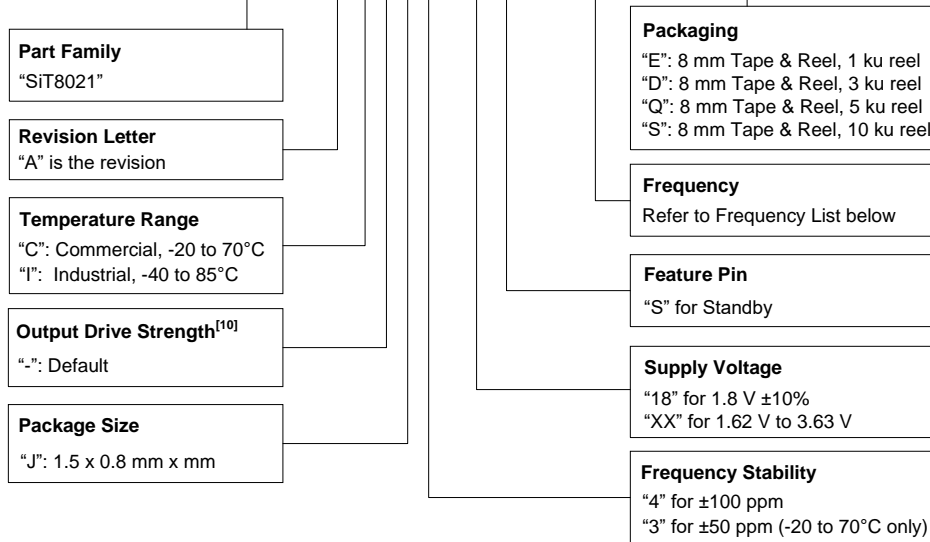 Part Family
“SiT8021”
Revision Letter
“A” is the revision
Temperature Range
“C”: Commercial, -20 to 70°C
“I”: Industrial, -40 to 85°C
Output Drive Strength[10]
“-”: Default
Package Size
“J”: 1.5 x 0.8 mm x mm
Packaging
“E”: 8 mm Tape & Reel, 1 ku reel
“D”: 8 mm Tape & Reel, 3 ku reel
“Q”: 8 mm Tape & Reel, 5 ku reel
“S”: 8 mm Tape & Reel, 10 ku reel
Frequency
Refer to Frequency List below
Feature Pin
“S” for Standby
Supply Voltage
“18” for 1.8 V ±10%
“XX” for 1.62 V to 3.63 V
Frequency Stability
“4” for ±100 ppm
“3” for ±50 ppm (-20 to 70°C only)